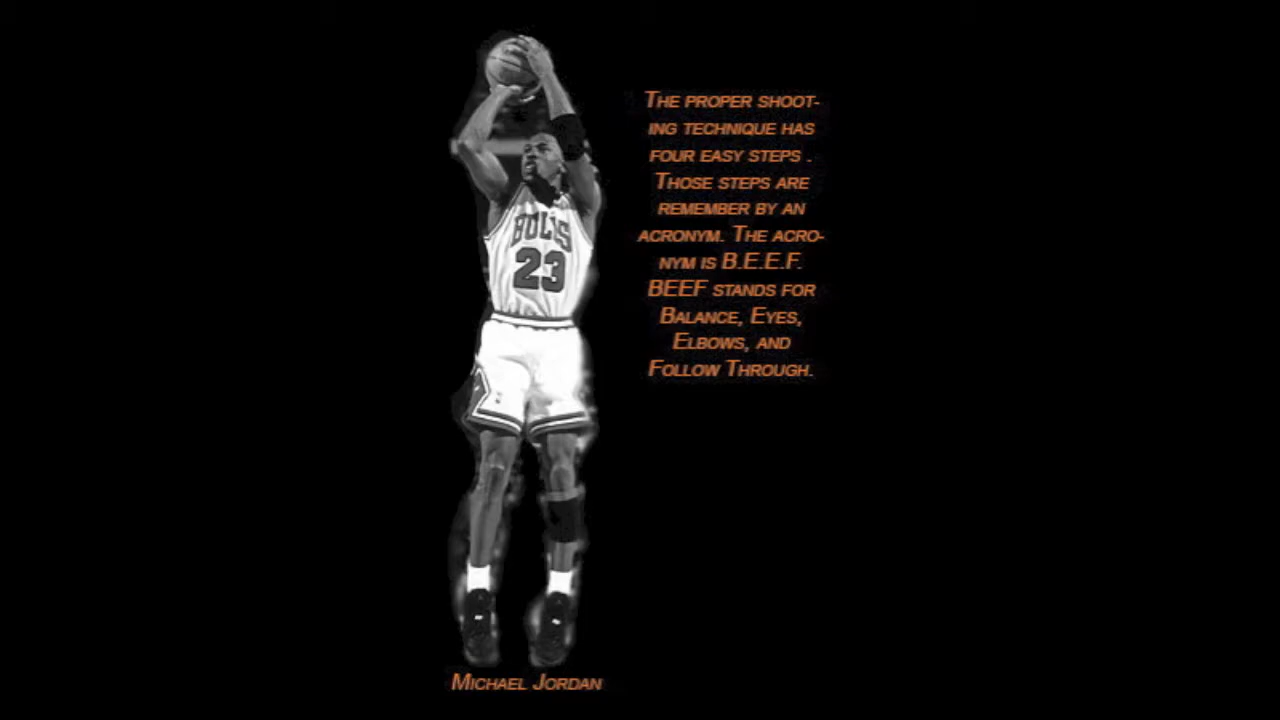 The proper shoot-
ing technique has
four easy steps .
Those steps are
remember by an
acronym. The acro-
nym is B.E.E.F.
BEEF stands for
Balance, Eyes,
Elbows, and
Follow Through.
BULLS
23
Michael Jordan